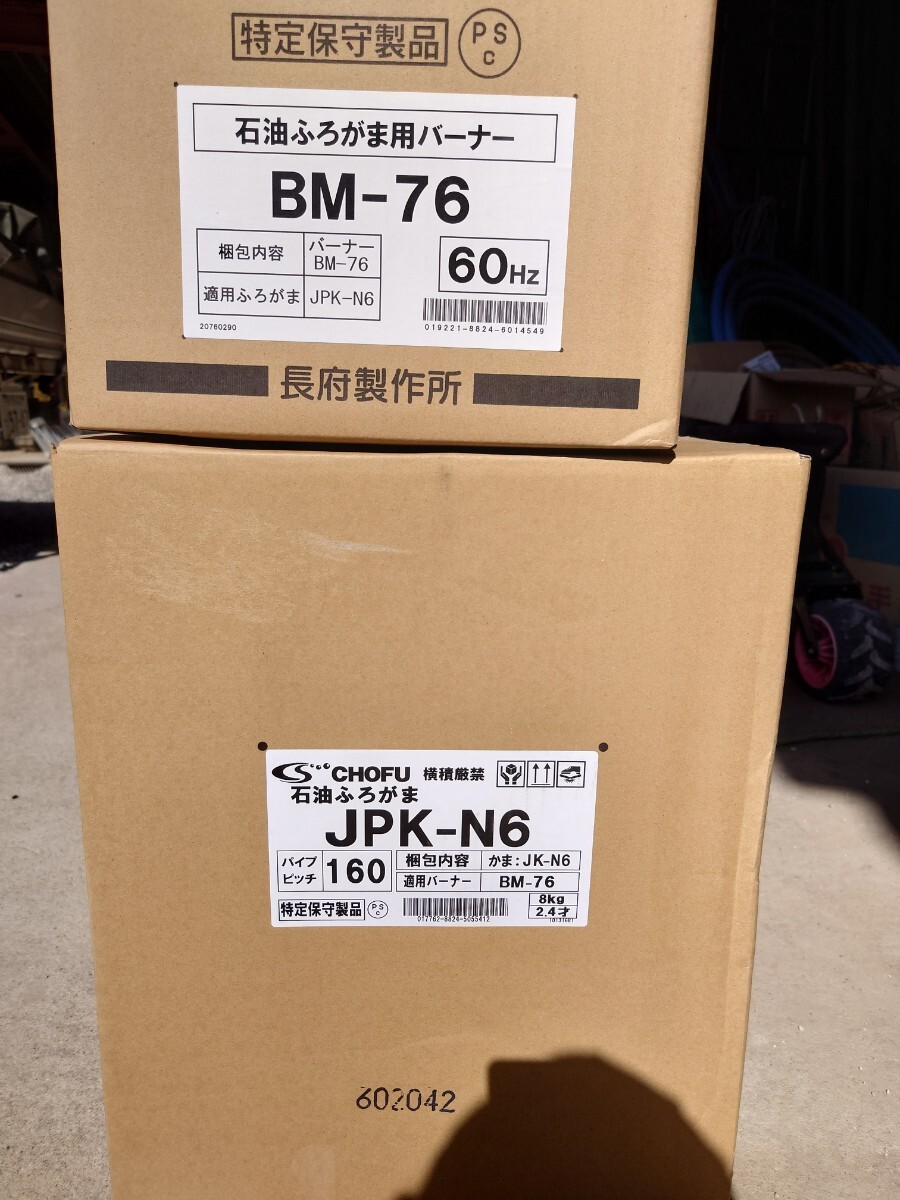 特定保守製品 PSC
石油ふろがま用バーナー
BM-76
梱包内容 バーナー BM-76
適用ふろがま JPK-N6
60Hz
20760290
019221-8824-6014549
長府製作所
CHOFU 横積厳禁
石油ふろがま
JPK-N6
パイプピッチ 160
梱包内容 かま:JK-N6
適用バーナー BM-76
特定保守製品 PSC
017762-8824-5055412
8kg
2.4才
602042